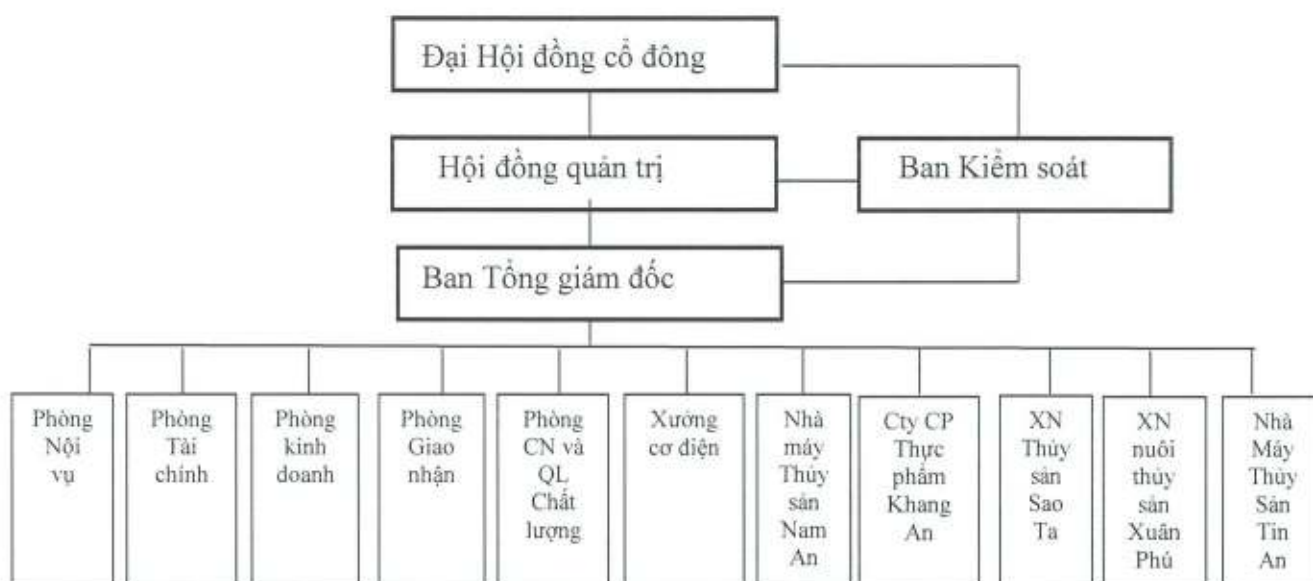 Đại Hội đồng cổ đông
Hội đồng quản trị
Ban Kiểm soát
Ban Tổng giám đốc
Phòng
Nội
vụ
Phòng
Tài
chính
Phòng
kinh
doanh
Phòng
Giao
nhận
Phòng
CN và
QL
Chất
lượng
Xưởng
cơ điện
Nhà
máy
Thủy
sản
Nam
An
Cty CP
Thực
phẩm
Khang
An
XN
Thủy
sản
Sao
Ta
XN
nuôi
thủy
sản
Xuân
Phú
Nhà
Máy
Thủy
Sản
Tin
An